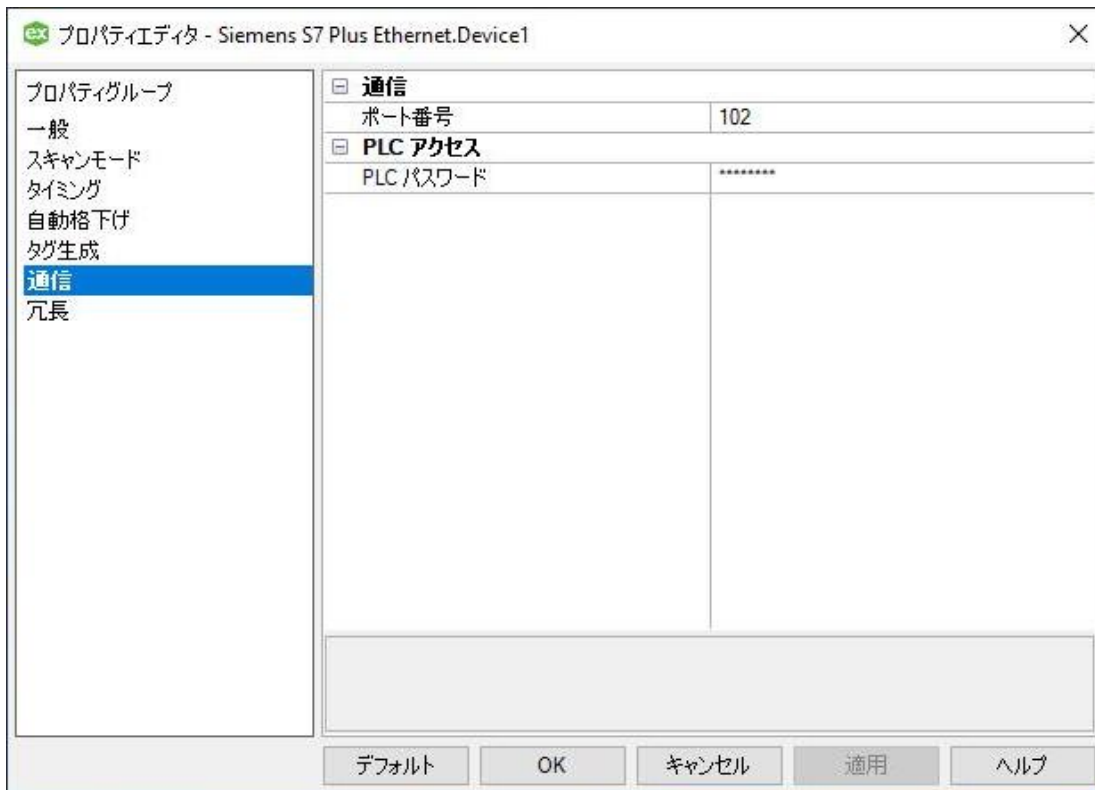 ex プロパティエディタ - Siemens S7 Plus Ethernet.Device1
プロパティグループ
一般
スキャンモード
タイミング
自動格下げ
タグ生成
通信
冗長
通信
ポート番号 102
PLC アクセス
PLC パスワード ********
デフォルト OK キャンセル 適用 ヘルプ